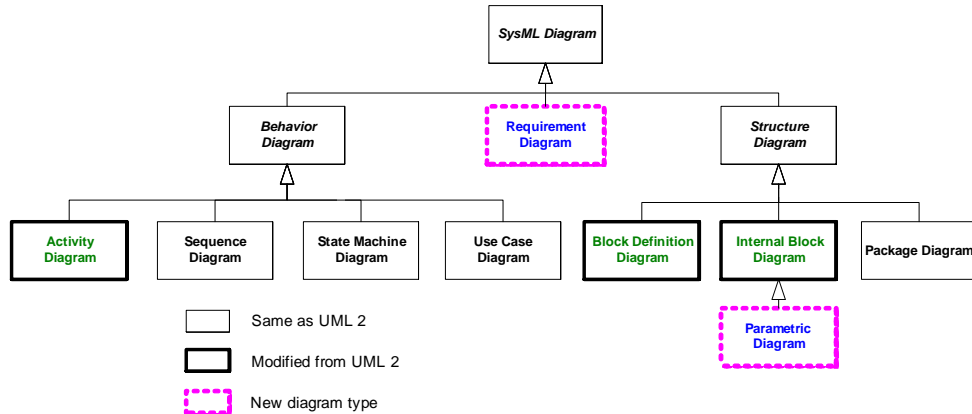 SysML Diagram
Behavior
Diagram
Requirement
Diagram
Structure
Diagram
Activity
Diagram
Sequence
Diagram
State Machine
Diagram
Use Case
Diagram
Block Definition
Diagram
Internal Block
Diagram
Package Diagram
Parametric
Diagram
Same as UML 2
Modified from UML 2
New diagram type